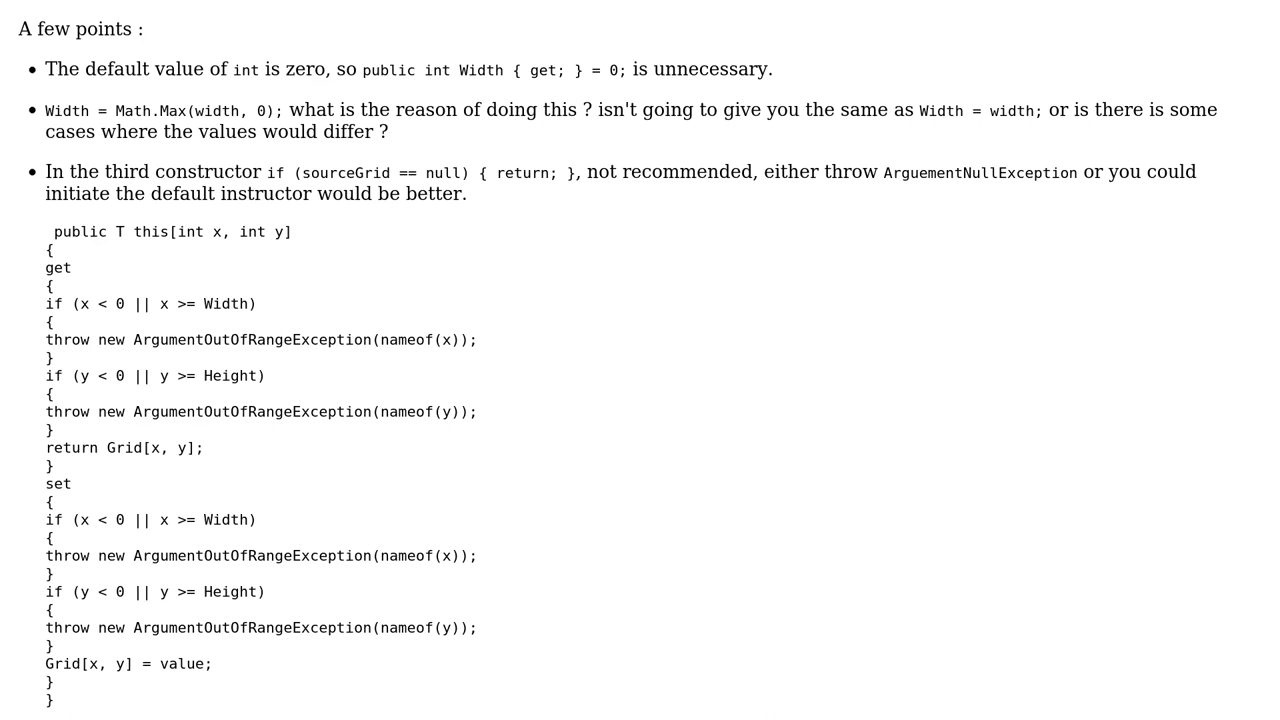 A few points :
• The default value of int is zero, so public int Width { get; } = 0; is unnecessary.
• Width = Math.Max(width, 0); what is the reason of doing this ? isn't going to give you the same as Width = width; or is there is some
cases where the values would differ ?
• In the third constructor if (sourceGrid == null) { return; }, not recommended, either throw ArguementNullException or you could
initiate the default instructor would be better.
public T this[int x, int y]
{
get
{
if (x < 0 || x >= Width)
{
throw new ArgumentOutOfRangeException(nameof(x));
}
if (y < 0 || y >= Height)
{
throw new ArgumentOutOfRangeException(nameof(y));
}
return Grid[x, y];
}
set
{
if (x < 0 || x >= Width)
{
throw new ArgumentOutOfRangeException(nameof(x));
}
if (y < 0 || y >= Height)
{
throw new ArgumentOutOfRangeException(nameof(y));
}
Grid[x, y] = value;
}
}